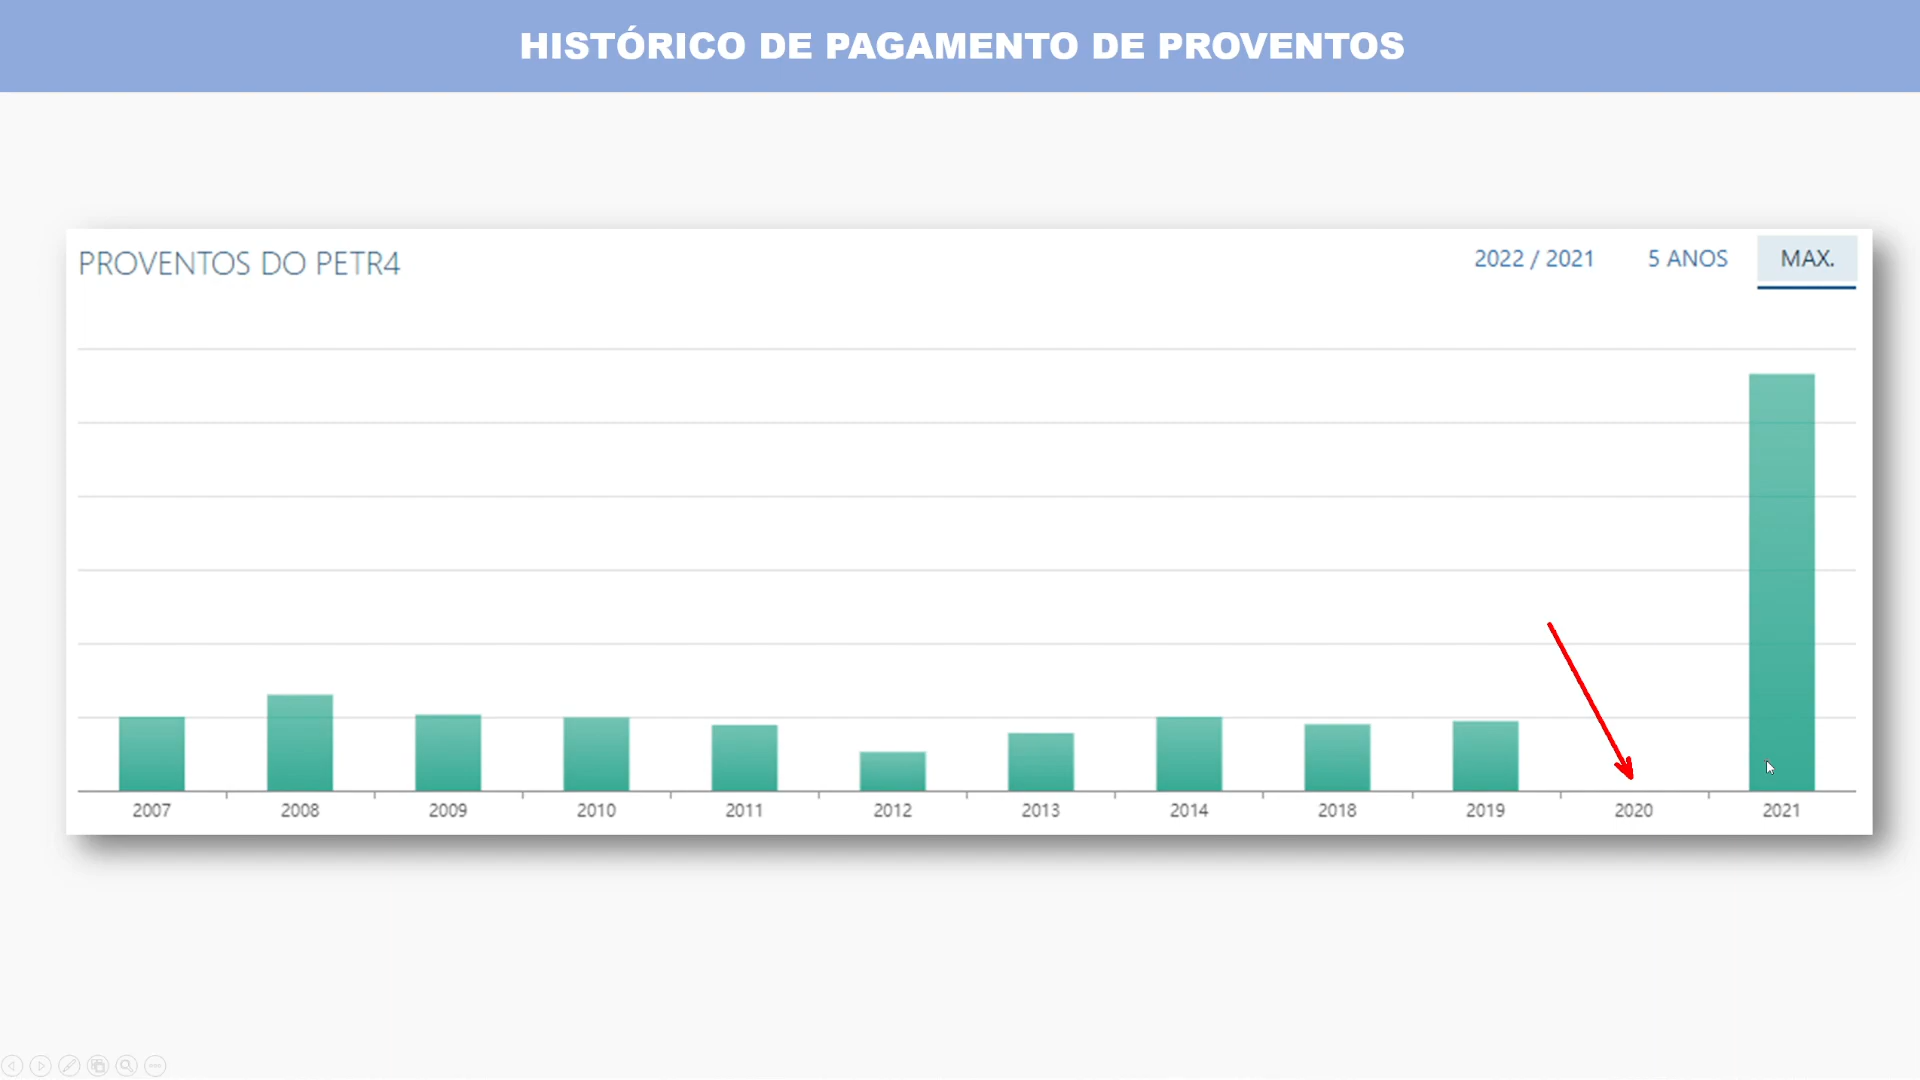 HISTÓRICO DE PAGAMENTO DE PROVENTOS
PROVENTOS DO PETR4
2022 / 2021 5 ANOS MAX.
2007 2008 2009 2010 2011 2012 2013 2014 2018 2019 2020 2021